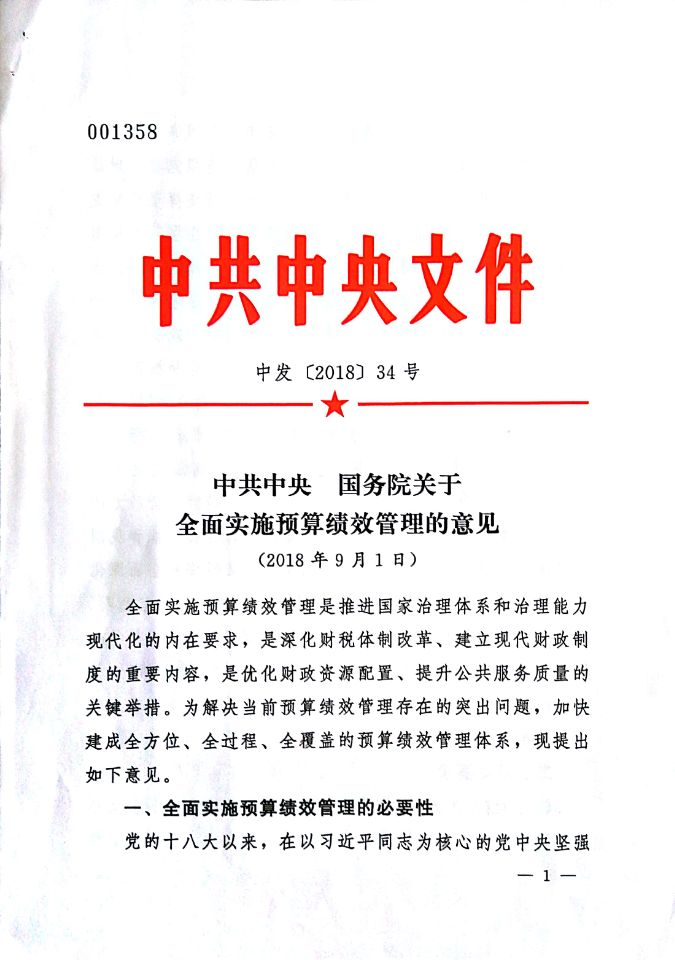 001358
中共中央文件
中发〔2018〕34 号
中共中央　国务院关于
全面实施预算绩效管理的意见
(2018 年 9 月 1 日)
全面实施预算绩效管理是推进国家治理体系和治理能力
现代化的内在要求，是深化财税体制改革、建立现代财政制
度的重要内容，是优化财政资源配置、提升公共服务质量的
关键举措。为解决当前预算绩效管理存在的突出问题，加快
建成全方位、全过程、全覆盖的预算绩效管理体系，现提出
如下意见。
一、全面实施预算绩效管理的必要性
党的十八大以来，在以习近平同志为核心的党中央坚强
— 1 —